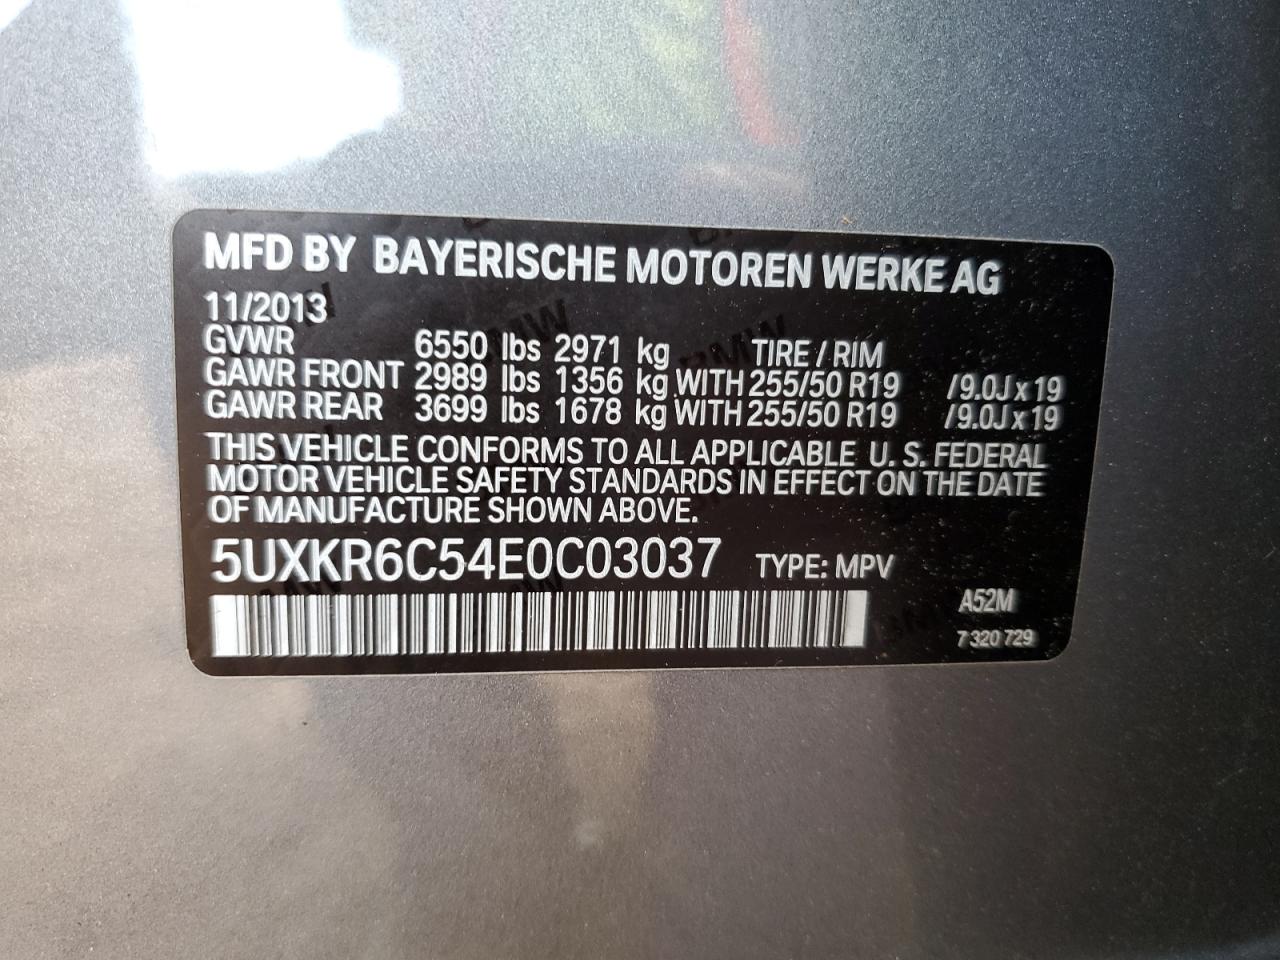 MFD BY BAYERISCHE MOTOREN WERKE AG
11/2013
GVWR 6550 lbs 2971 kg TIRE / RIM
GAWR FRONT 2989 lbs 1356 kg WITH 255/50 R19 /9.0J x 19
GAWR REAR 3699 lbs 1678 kg WITH 255/50 R19 /9.0J x 19
THIS VEHICLE CONFORMS TO ALL APPLICABLE U. S. FEDERAL
MOTOR VEHICLE SAFETY STANDARDS IN EFFECT ON THE DATE
OF MANUFACTURE SHOWN ABOVE.
5UXKR6C54E0C03037 TYPE: MPV
A52M
7 320 729